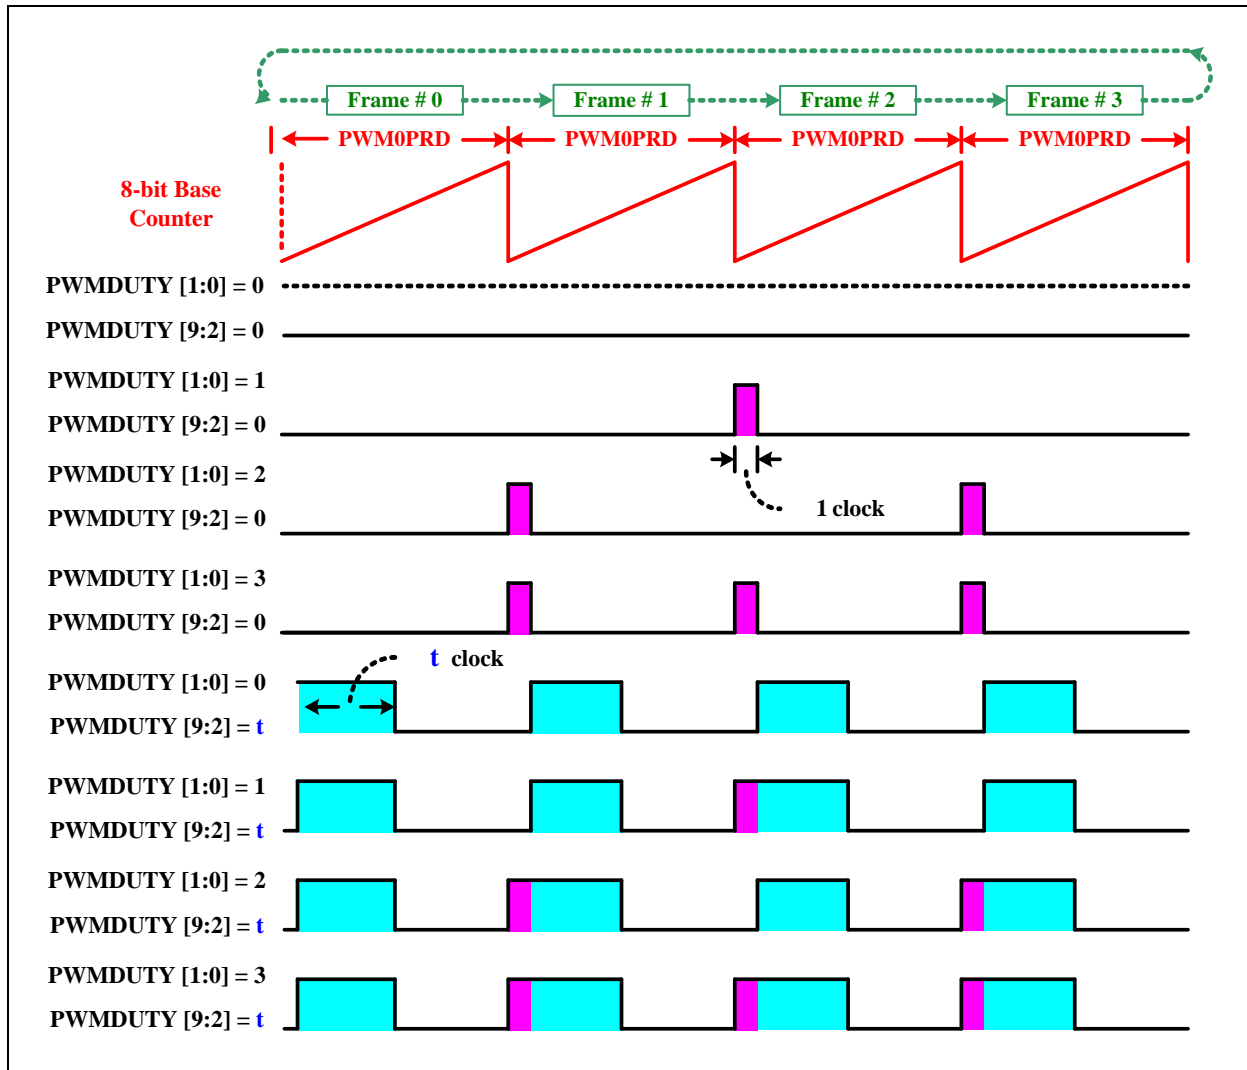 Frame # 0 Frame # 1 Frame # 2 Frame # 3
PWM0PRD PWM0PRD PWM0PRD PWM0PRD
8-bit Base
Counter
PWMDUTY [1:0] = 0
PWMDUTY [9:2] = 0
PWMDUTY [1:0] = 1
PWMDUTY [9:2] = 0
PWMDUTY [1:0] = 2
1 clock
PWMDUTY [9:2] = 0
PWMDUTY [1:0] = 3
PWMDUTY [9:2] = 0
t clock
PWMDUTY [1:0] = 0
PWMDUTY [9:2] = t
PWMDUTY [1:0] = 1
PWMDUTY [9:2] = t
PWMDUTY [1:0] = 2
PWMDUTY [9:2] = t
PWMDUTY [1:0] = 3
PWMDUTY [9:2] = t